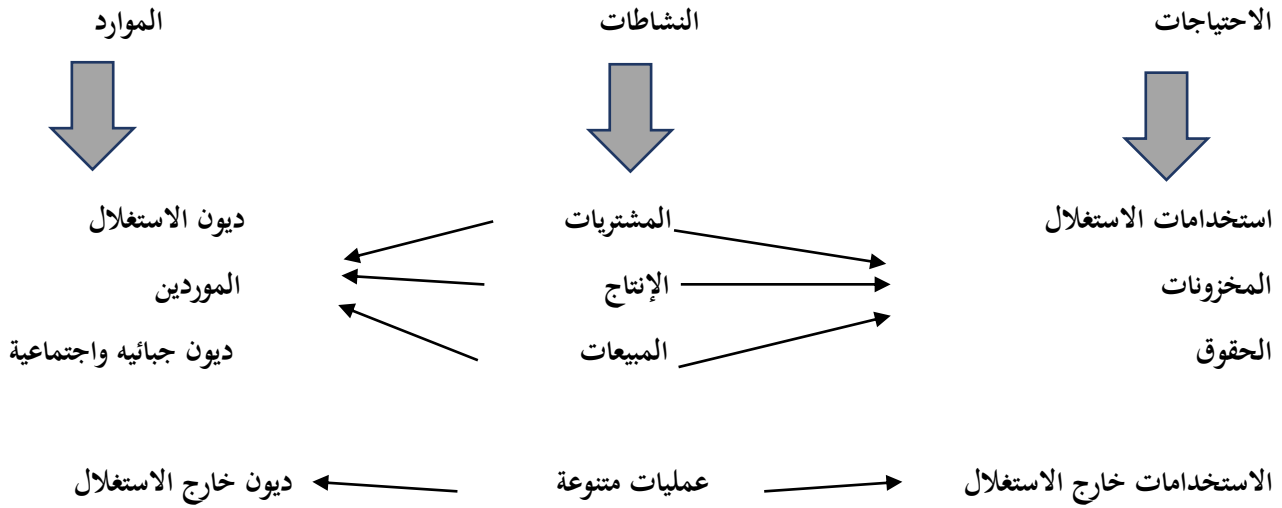 الاحتياجات النشاطات الموارد
استخدامات الاستغلال المشتريات ديون الاستغلال
المخزونات الإنتاج الموردين
الحقوق المبيعات ديون جبائيه واجتماعية
الاستخدامات خارج الاستغلال عمليات متنوعة ديون خارج الاستغلال